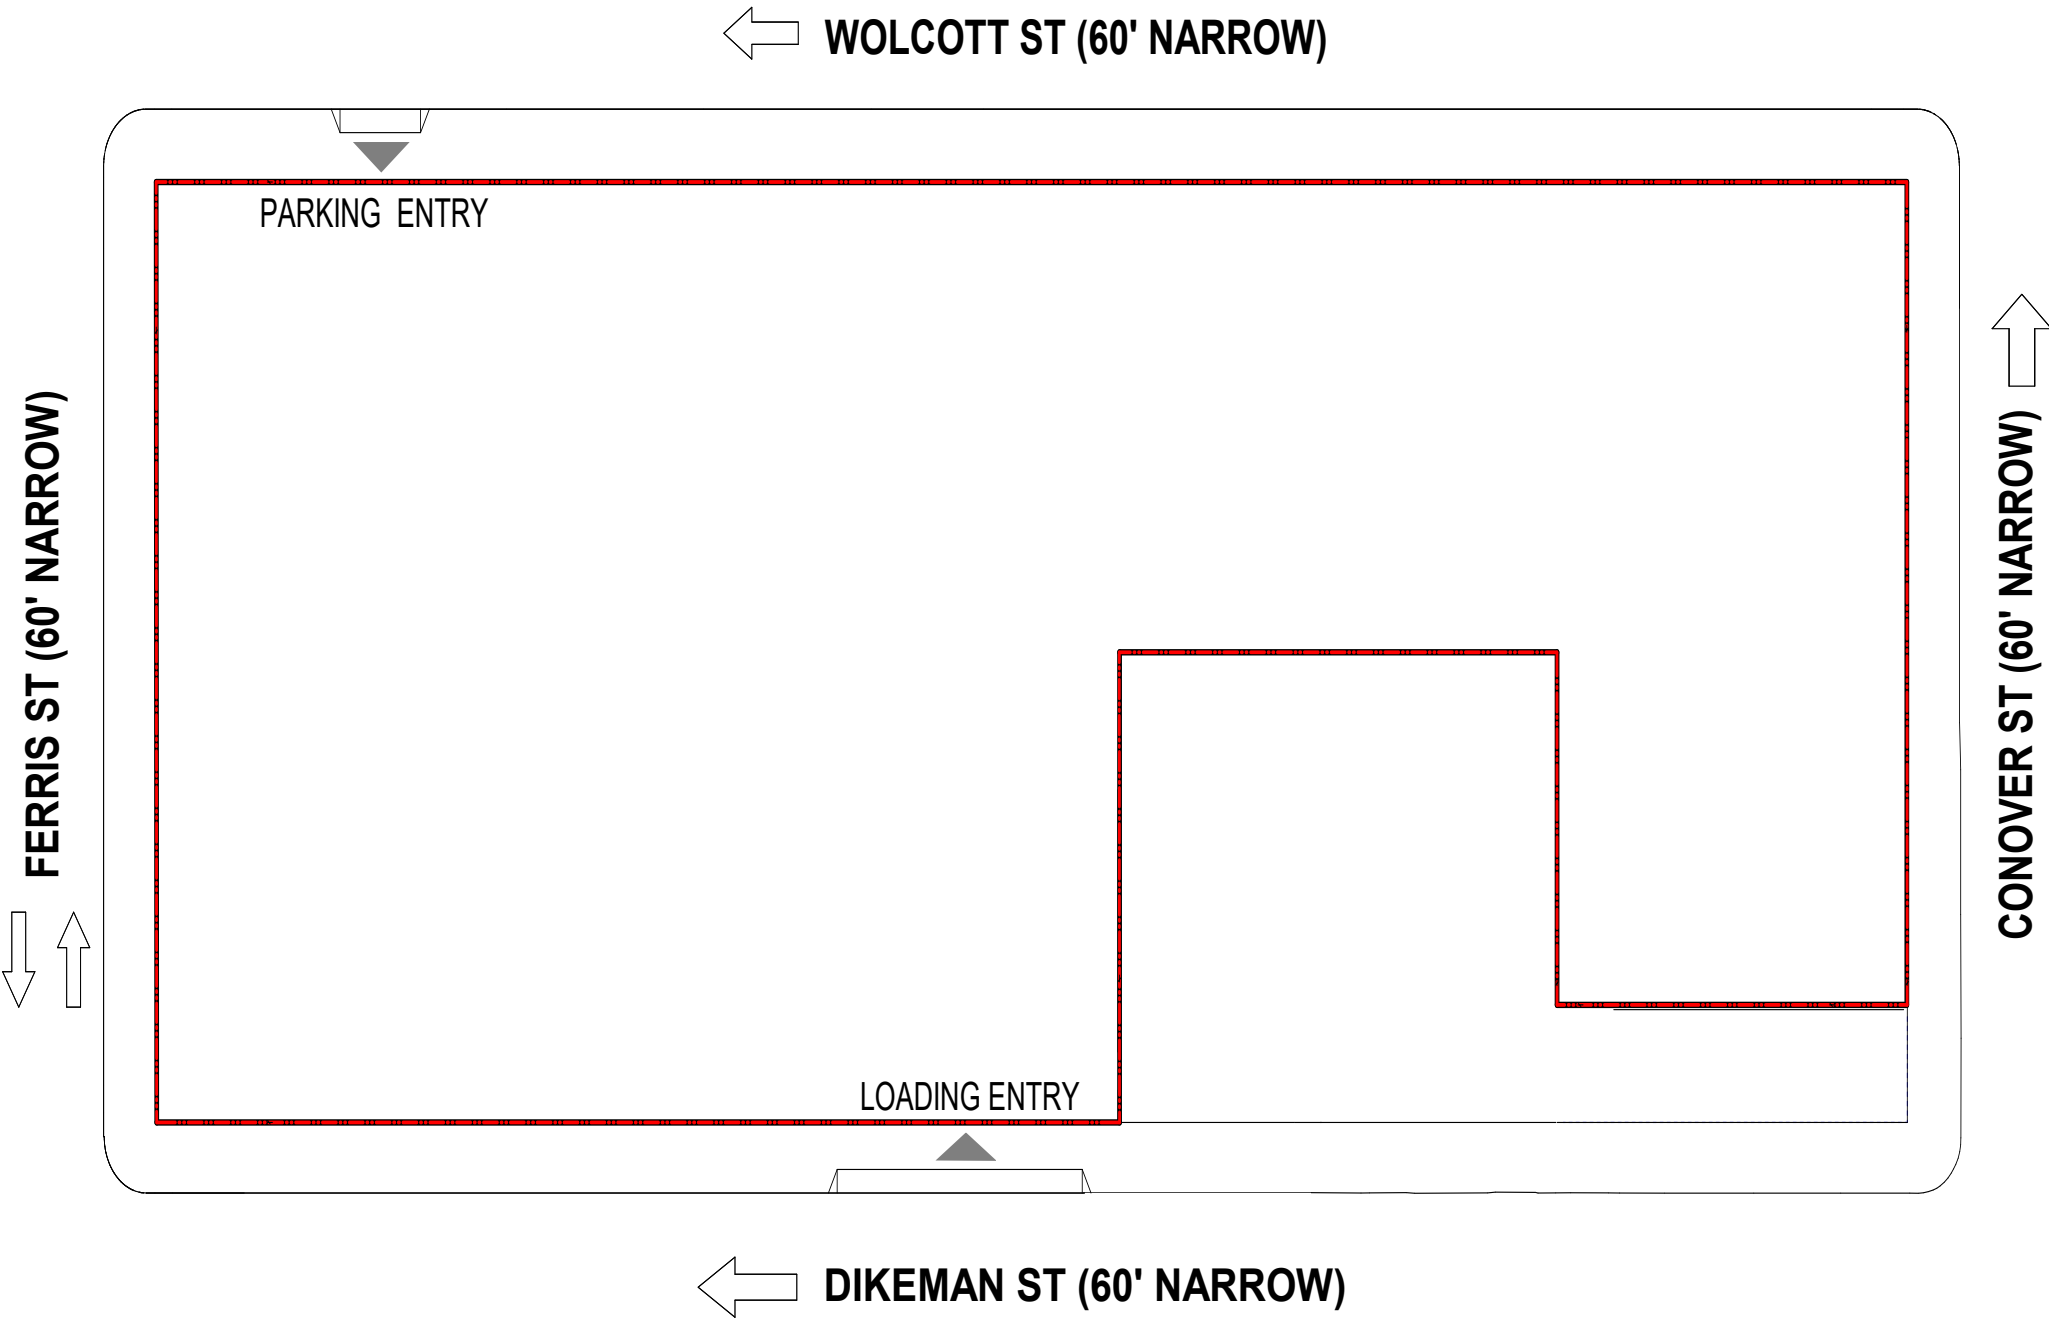 WOLCOTT ST (60' NARROW)
PARKING ENTRY
FERRIS ST (60' NARROW)
CONOVER ST (60' NARROW)
LOADING ENTRY
DIKEMAN ST (60' NARROW)